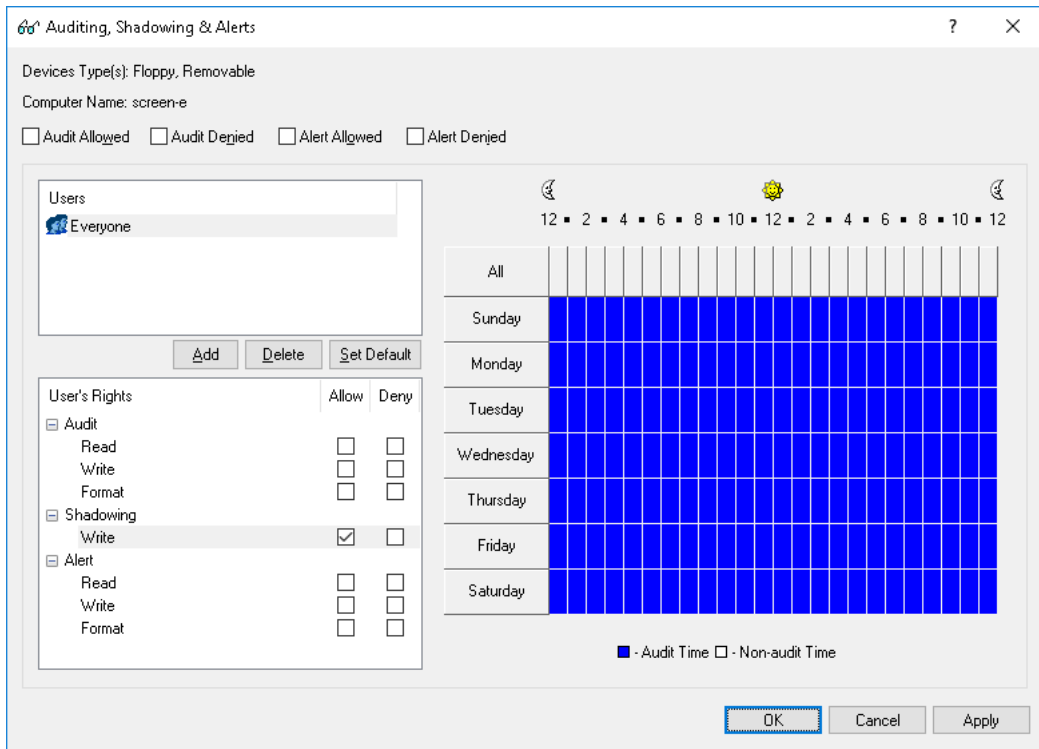 Auditing, Shadowing & Alerts
?
Devices Type(s): Floppy, Removable
Computer Name: screen-e
Audit Allowed Audit Denied Alert Allowed Alert Denied
Users
Everyone
Add Delete Set Default
User's Rights Allow Deny
Audit
Read
Write
Format
Shadowing
Write
Alert
Read
Write
Format
12 ▪ 2 ▪ 4 ▪ 6 ▪ 8 ▪ 10 ▪ 12 ▪ 2 ▪ 4 ▪ 6 ▪ 8 ▪ 10 ▪ 12
All
Sunday
Monday
Tuesday
Wednesday
Thursday
Friday
Saturday
- Audit Time - Non-audit Time
OK Cancel Apply